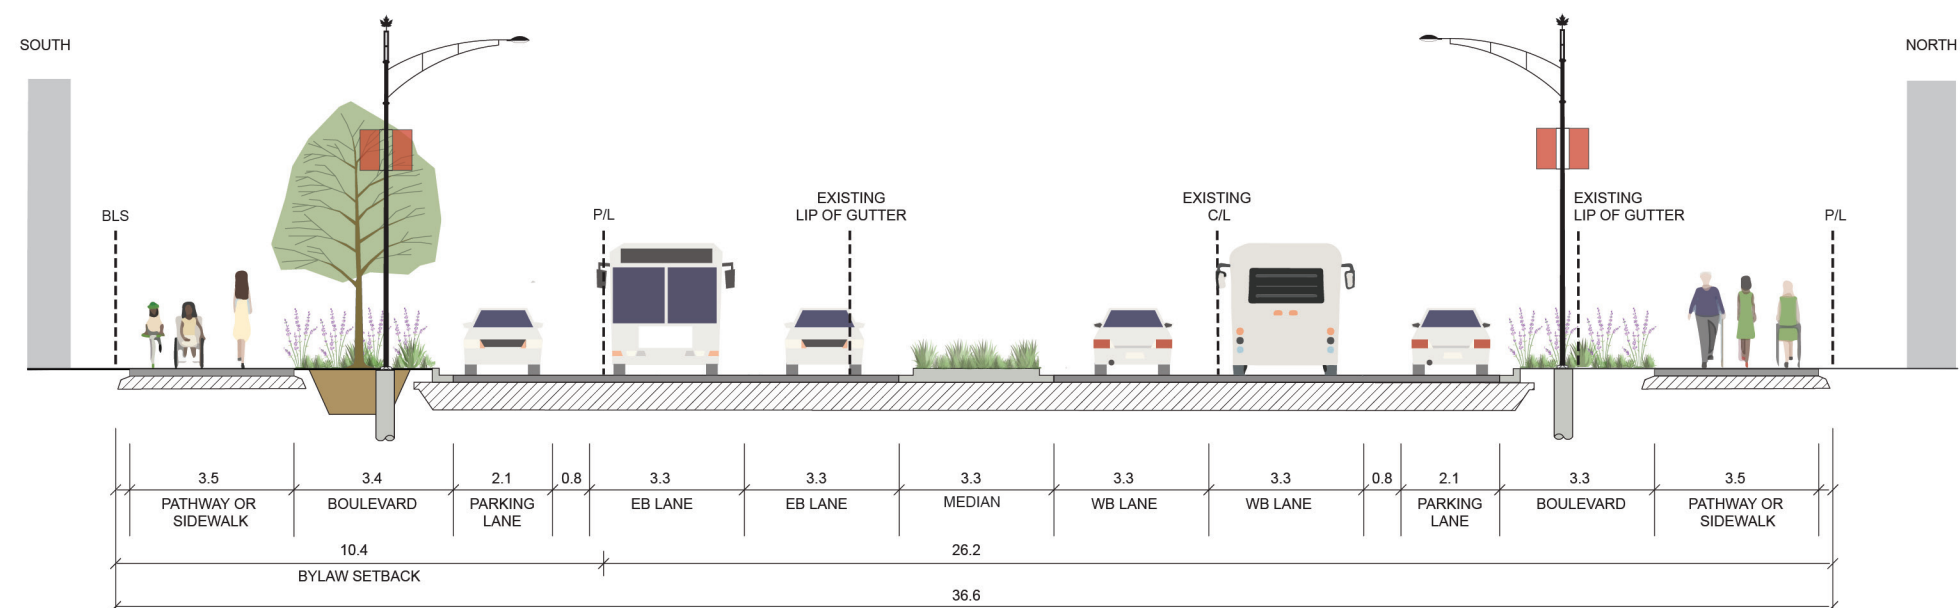 SOUTH
NORTH
BLS
P/L
EXISTING
LIP OF GUTTER
EXISTING
C/L
EXISTING
LIP OF GUTTER
P/L
3.5
3.4
2.1
0.8
3.3
3.3
3.3
3.3
3.3
0.8
2.1
3.3
3.5
PATHWAY OR
SIDEWALK
BOULEVARD
PARKING
LANE
EB LANE
EB LANE
MEDIAN
WB LANE
WB LANE
PARKING
LANE
BOULEVARD
PATHWAY OR
SIDEWALK
10.4
26.2
BYLAW SETBACK
36.6